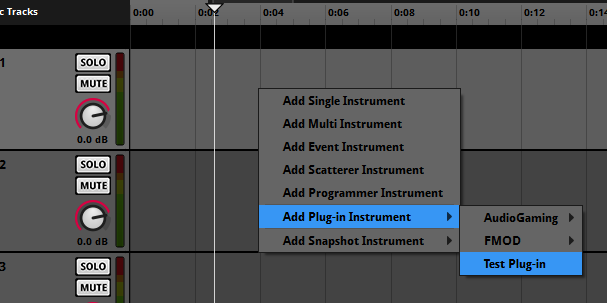 c Tracks
0:00
0:02
0:04
0:06
0:08
0:10
0:12
0:14
1
SOLO
MUTE
0.0 dB
2
SOLO
MUTE
0.0 dB
3
SOLO
Add Single Instrument
Add Multi Instrument
Add Event Instrument
Add Scatterer Instrument
Add Programmer Instrument
Add Plug-in Instrument
Add Snapshot Instrument
AudioGaming
FMOD
Test Plug-in